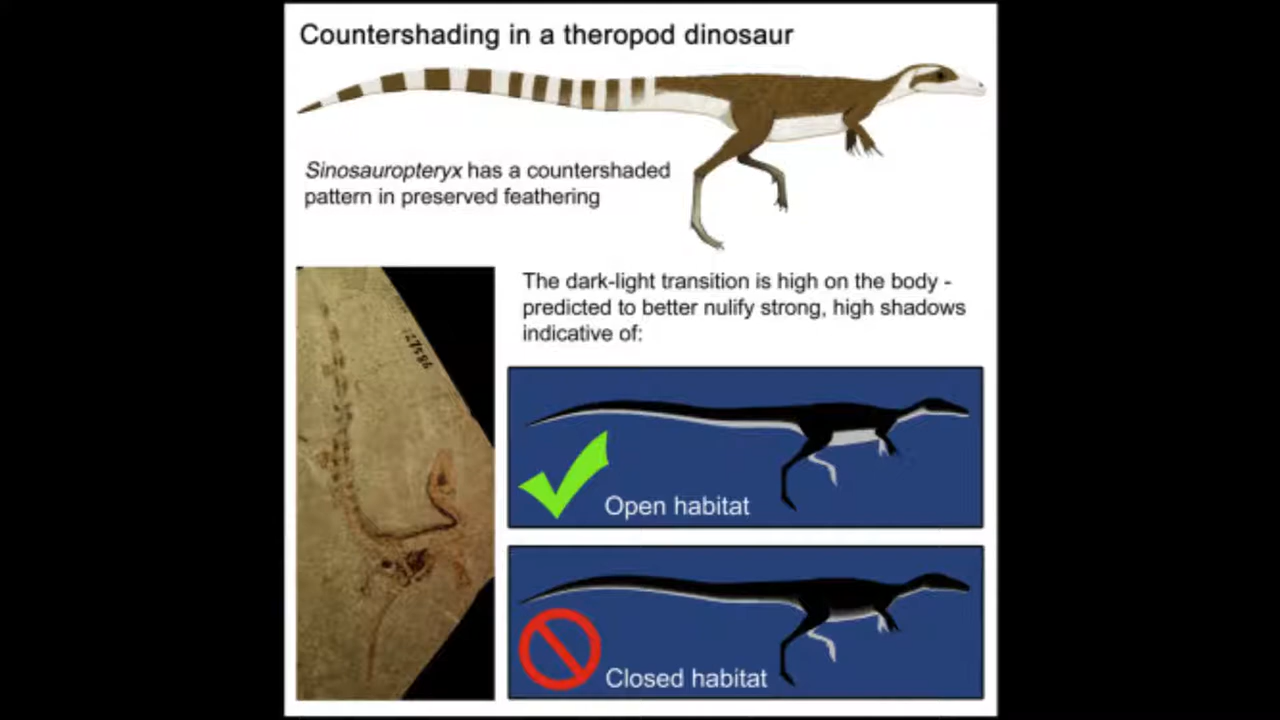 Countershading in a theropod dinosaur
Sinosauropteryx has a countershaded
pattern in preserved feathering
The dark-light transition is high on the body -
predicted to better nulify strong, high shadows
indicative of:
Open habitat
Closed habitat